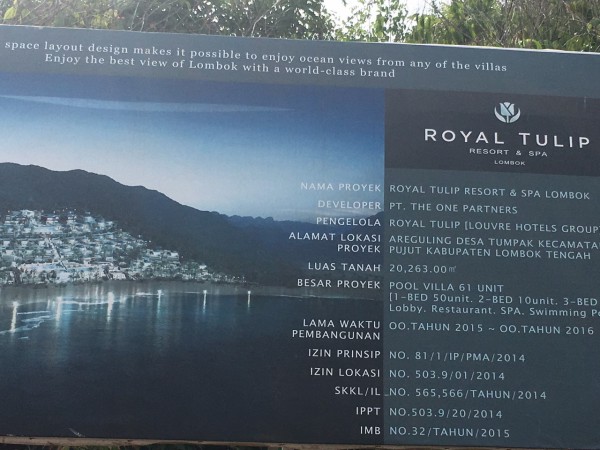 space layout design makes it possible to enjoy ocean views from any of the villas
Enjoy the best view of Lombok with a world-class brand
ROYAL TULIP
RESORT & SPA
LOMBOK
NAMA PROYEK ROYAL TULIP RESORT & SPA LOMBOK
DEVELOPER PT. THE ONE PARTNERS
PENGELOLA ROYAL TULIP [LOUVRE HOTELS GROUP]
ALAMAT LOKASI PROYEK AREGULING DESA TUMPAK KECAMATAN
PUJUT KABUPATEN LOMBOK TENGAH
LUAS TANAH 20,263.00㎡
BESAR PROYEK POOL VILLA 61 UNIT
[1-BED 50unit. 2-BED 10unit. 3-BED
Lobby. Restaurant. SPA. Swimming
LAMA WAKTU PEMBANGUNAN OO.TAHUN 2015 ~ OO.TAHUN 2016
IZIN PRINSIP NO. 81/1/IP/PMA/2014
IZIN LOKASI NO. 503.9/01/2014
SKKL/IL NO. 565,566/TAHUN/2014
IPPT NO.503.9/20/2014
IMB NO.32/TAHUN/2015